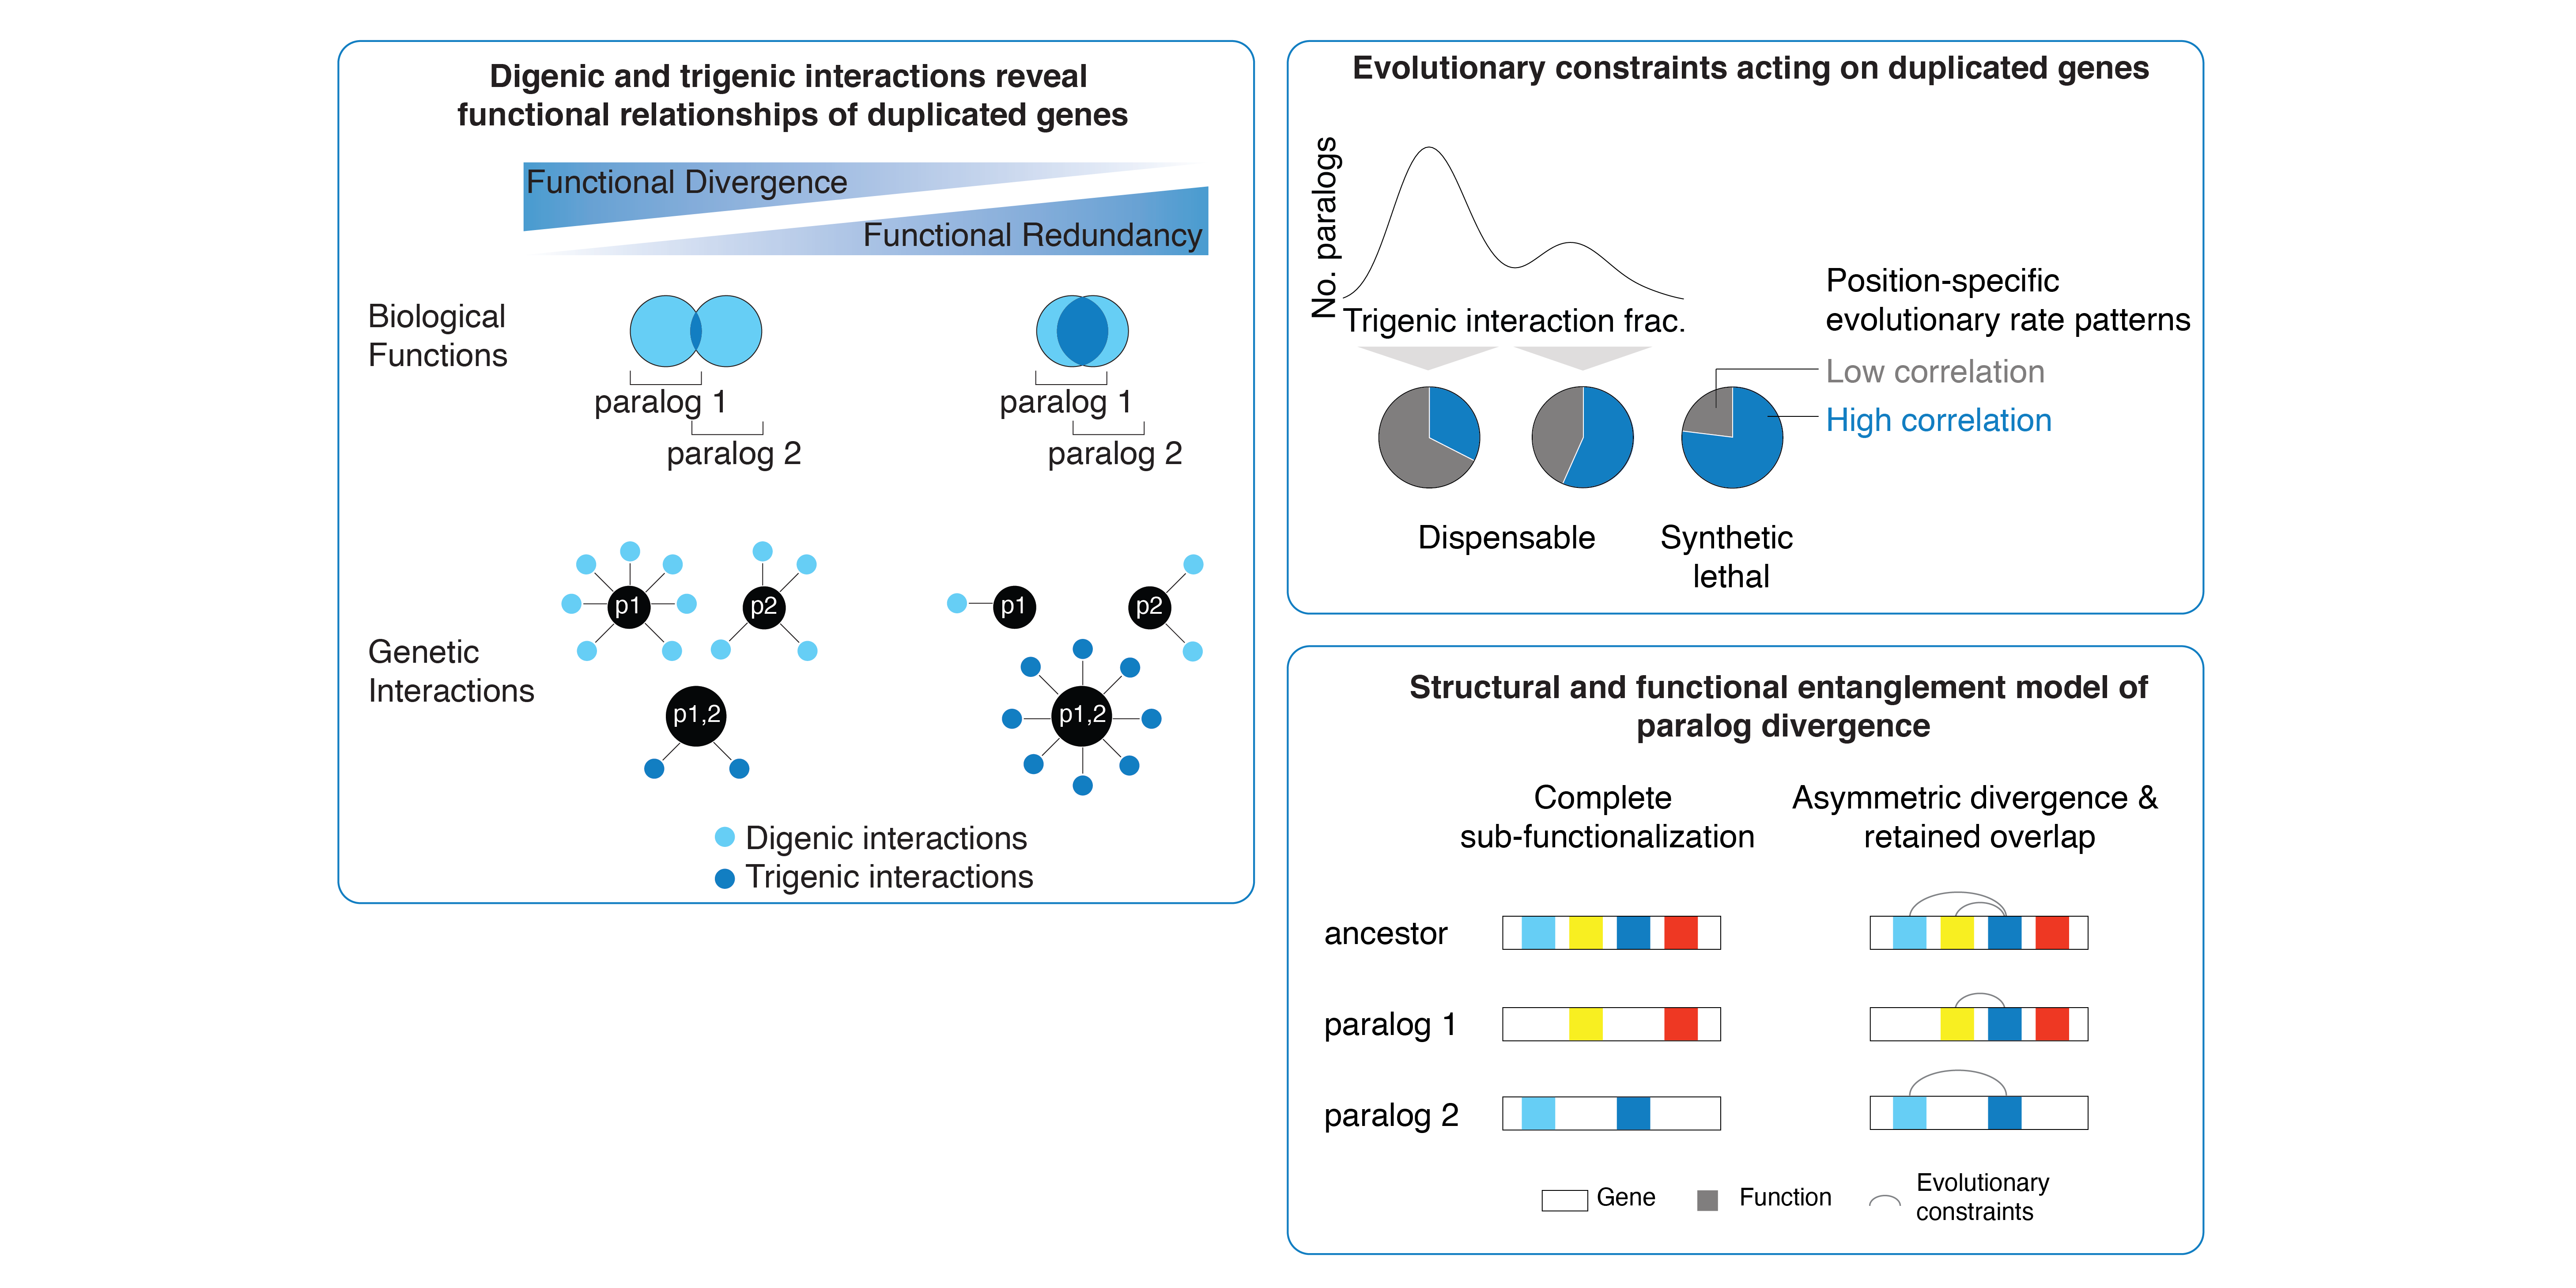 Digenic and trigenic interactions reveal
functional relationships of duplicated genes
Functional Divergence
Functional Redundancy
Biological
Functions
paralog 1
paralog 2
paralog 1
paralog 2
Genetic
Interactions
p1
p2
p1,2
p1
p2
p1,2
Digenic interactions
Trigenic interactions
Evolutionary constraints acting on duplicated genes
No. paralogs
Trigenic interaction frac.
Position-specific
evolutionary rate patterns
Low correlation
High correlation
Dispensable
Synthetic
lethal
Structural and functional entanglement model of
paralog divergence
Complete
sub-functionalization
Asymmetric divergence &
retained overlap
ancestor
paralog 1
paralog 2
Gene
Function
Evolutionary
constraints